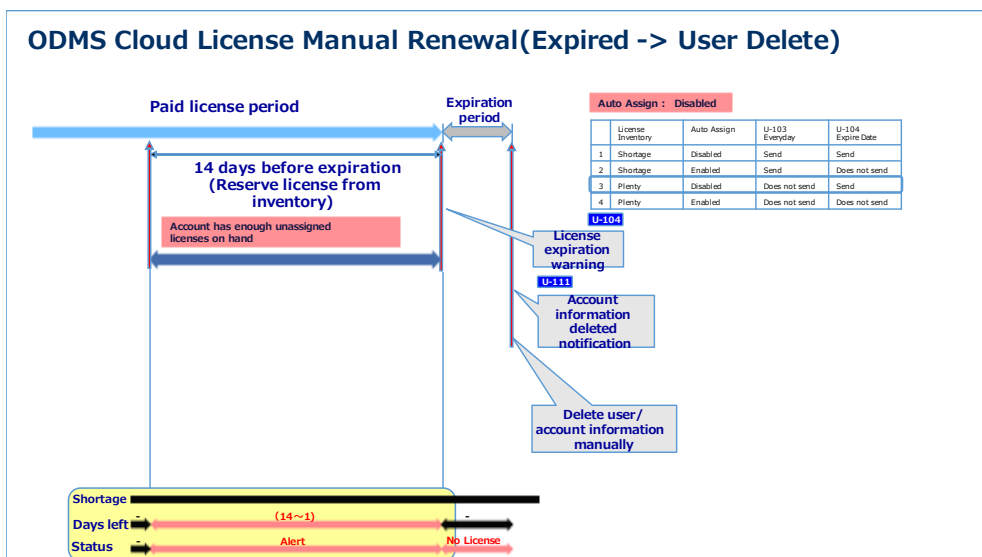 ODMS Cloud License Manual Renewal(Expired -> User Delete)
Paid license period
Expiration
period
Auto Assign : Disabled
License
Inventory
Auto Assign
U-103
Everyday
U-104
Expire Date
1 Shortage Disabled Send Send
2 Shortage Enabled Send Does not send
3 Plenty Disabled Does not send Send
4 Plenty Enabled Does not send Does not send
14 days before expiration
(Reserve license from
inventory)
Account has enough unassigned
licenses on hand
U-104
License
expiration
warning
U-111
Account
information
deleted
notification
Delete user/
account information
manually
Shortage
Days left - (14～1) -
Status - Alert No License